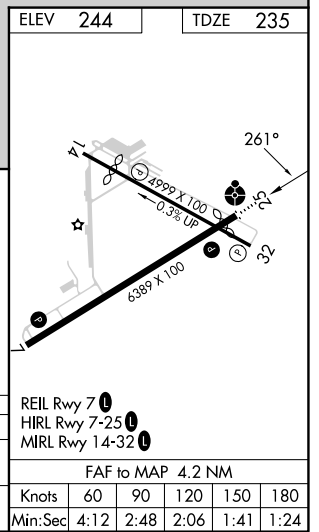 ELEV 244 TDZE 235
261°
14
P
4999 X 100
0.3% UP
25
P
P
32
6389 X 100
P
7
REIL Rwy 7 L
HIRL Rwy 7-25 L
MIRL Rwy 14-32 L
FAF to MAP 4.2 NM
Knots 60 90 120 150 180
Min:Sec 4:12 2:48 2:06 1:41 1:24